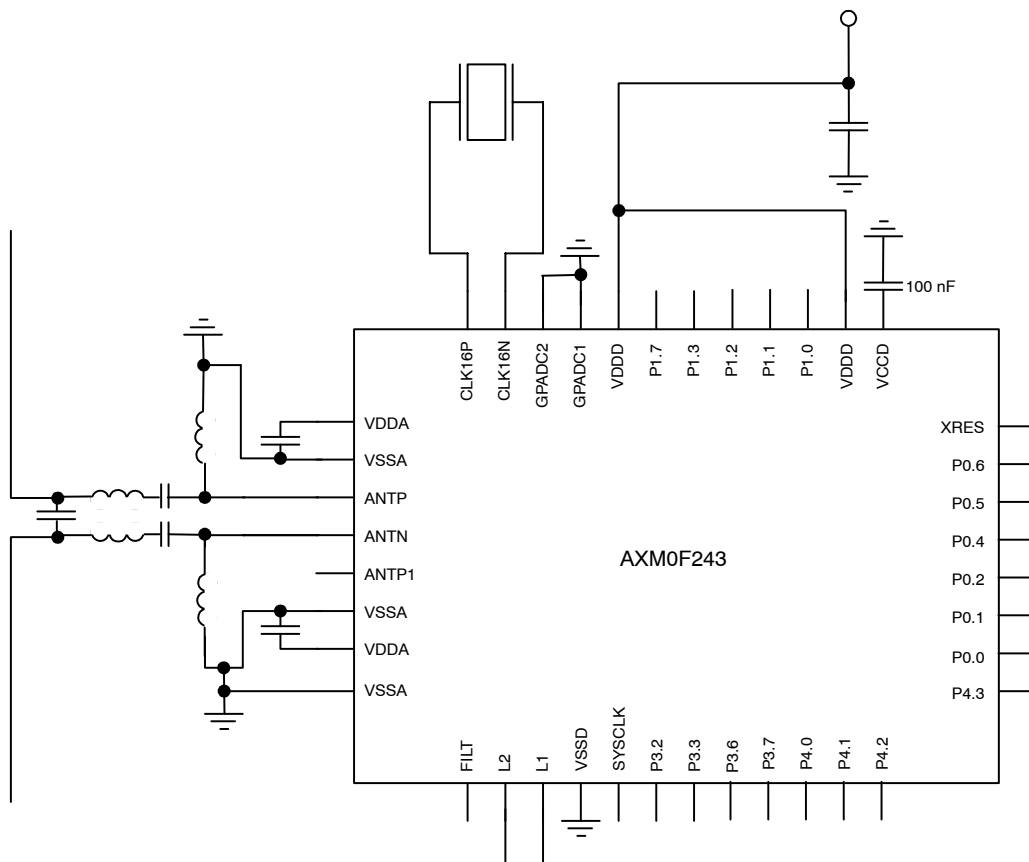 100 nF
CLK16P
CLK16N
GPADC2
GPADC1
VDDD
P1.7
P1.3
P1.2
P1.1
P1.0
VDDD
VCCD
VDDA
VSSA
ANTP
ANTN
ANTP1
VSSA
VDDA
VSSA
AXM0F243
XRES
P0.6
P0.5
P0.4
P0.2
P0.1
P0.0
P4.3
FILT
L2
L1
VSSD
SYSCLK
P3.2
P3.3
P3.6
P3.7
P4.0
P4.1
P4.2